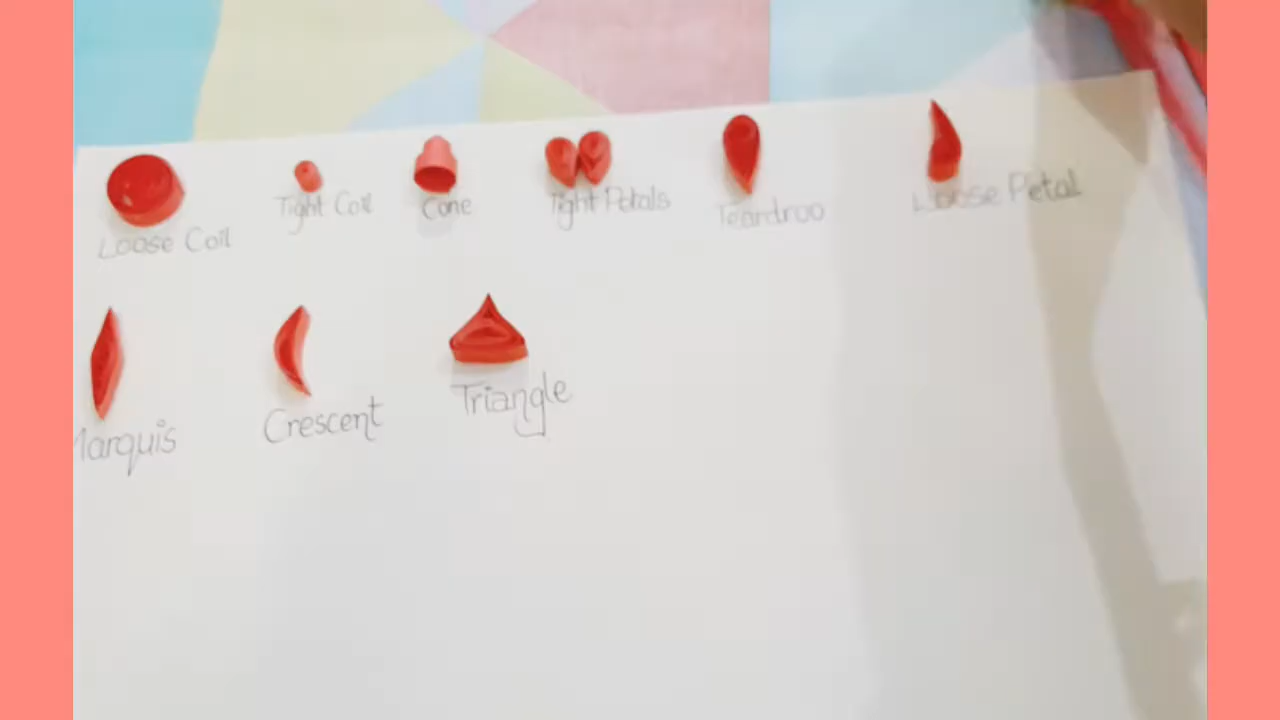 Loose Coil
Tight Coil
Cone
Tight Petals
Teardrop
Loose Petal
Marquis
Crescent
Triangle